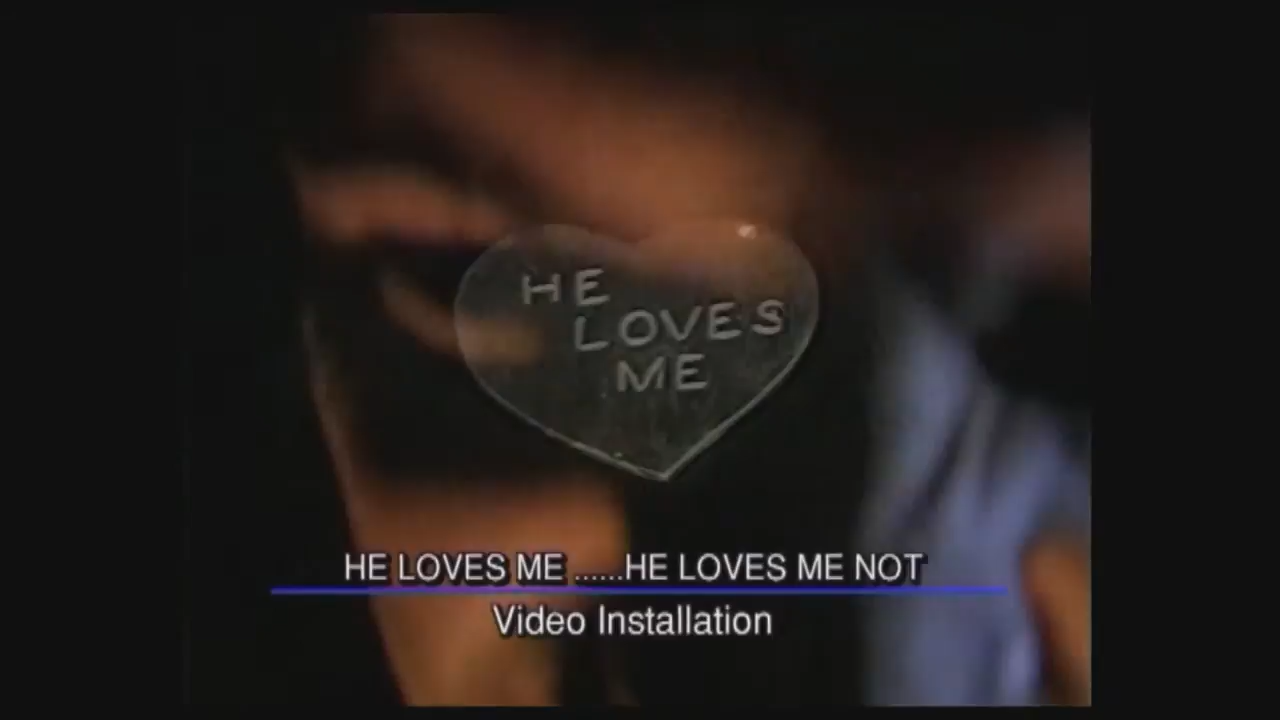 HE
LOVES
ME
HE LOVES ME ......HE LOVES ME NOT
Video Installation